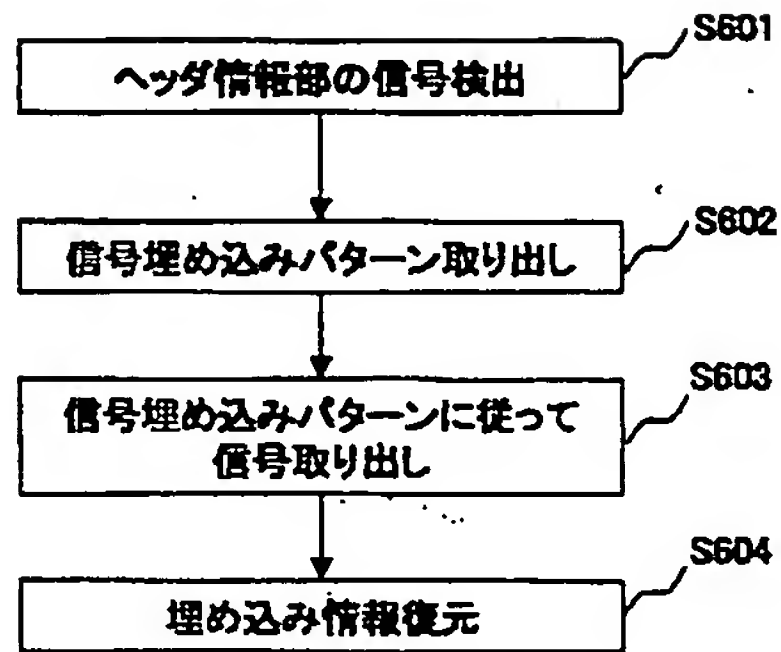 S601
ヘッダ情報部の信号検出
S602
信号埋め込みパターン取り出し
S603
信号埋め込みパターンに従って
信号取り出し
S604
埋め込み情報復元